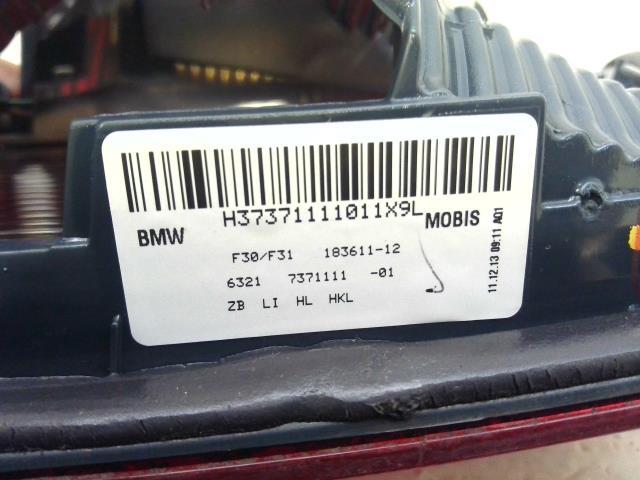 H37371111011X9L
BMW
MOBIS
F30/F31 183611-12
6321 7371111 -01
ZB LI HL HKL
11.12.13 09:11 A01